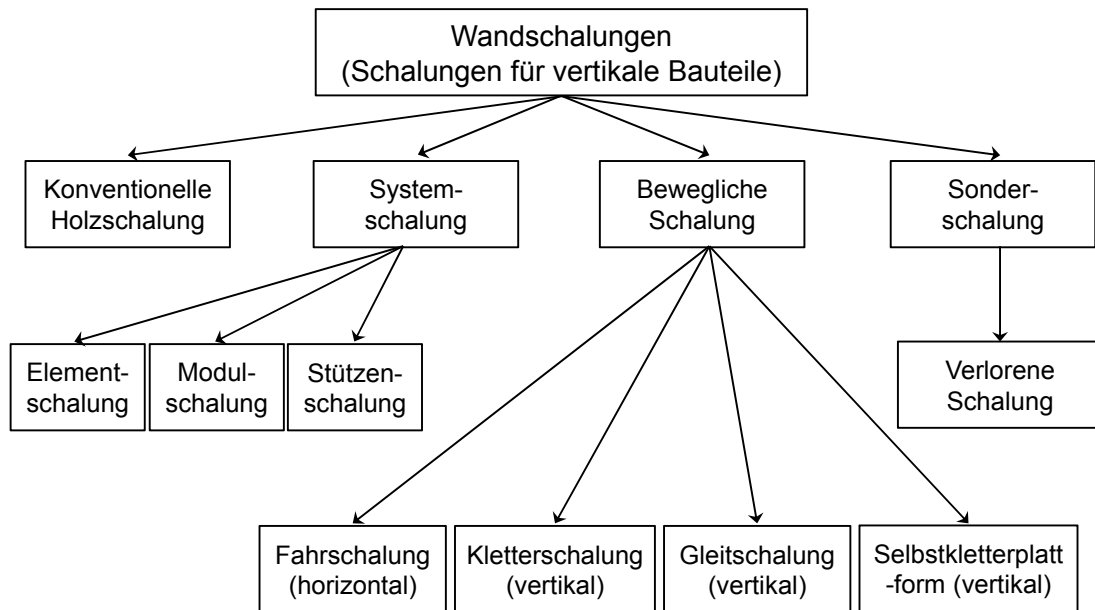 Wandschalungen
(Schalungen für vertikale Bauteile)
Konventionelle
Holzschalung
System-
schalung
Bewegliche
Schalung
Sonder-
schalung
Element-
schalung
Modul-
schalung
Stützen-
schalung
Verlorene
Schalung
Fahrschalung
(horizontal)
Kletterschalung
(vertikal)
Gleitschalung
(vertikal)
Selbstkletterplatt
-form (vertikal)